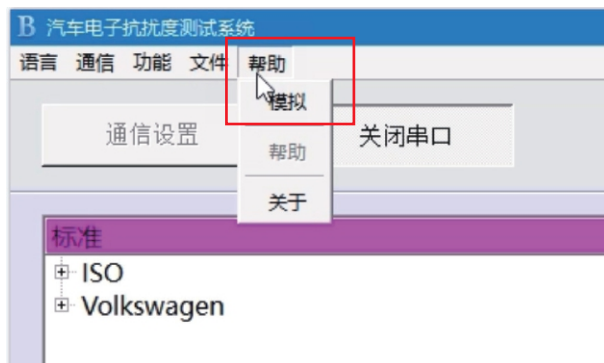 B 汽车电子抗扰度测试系统
语言 通信 功能 文件 帮助
模拟
通信设置
帮助
关闭串口
关于
标准
ISO
Volkswagen